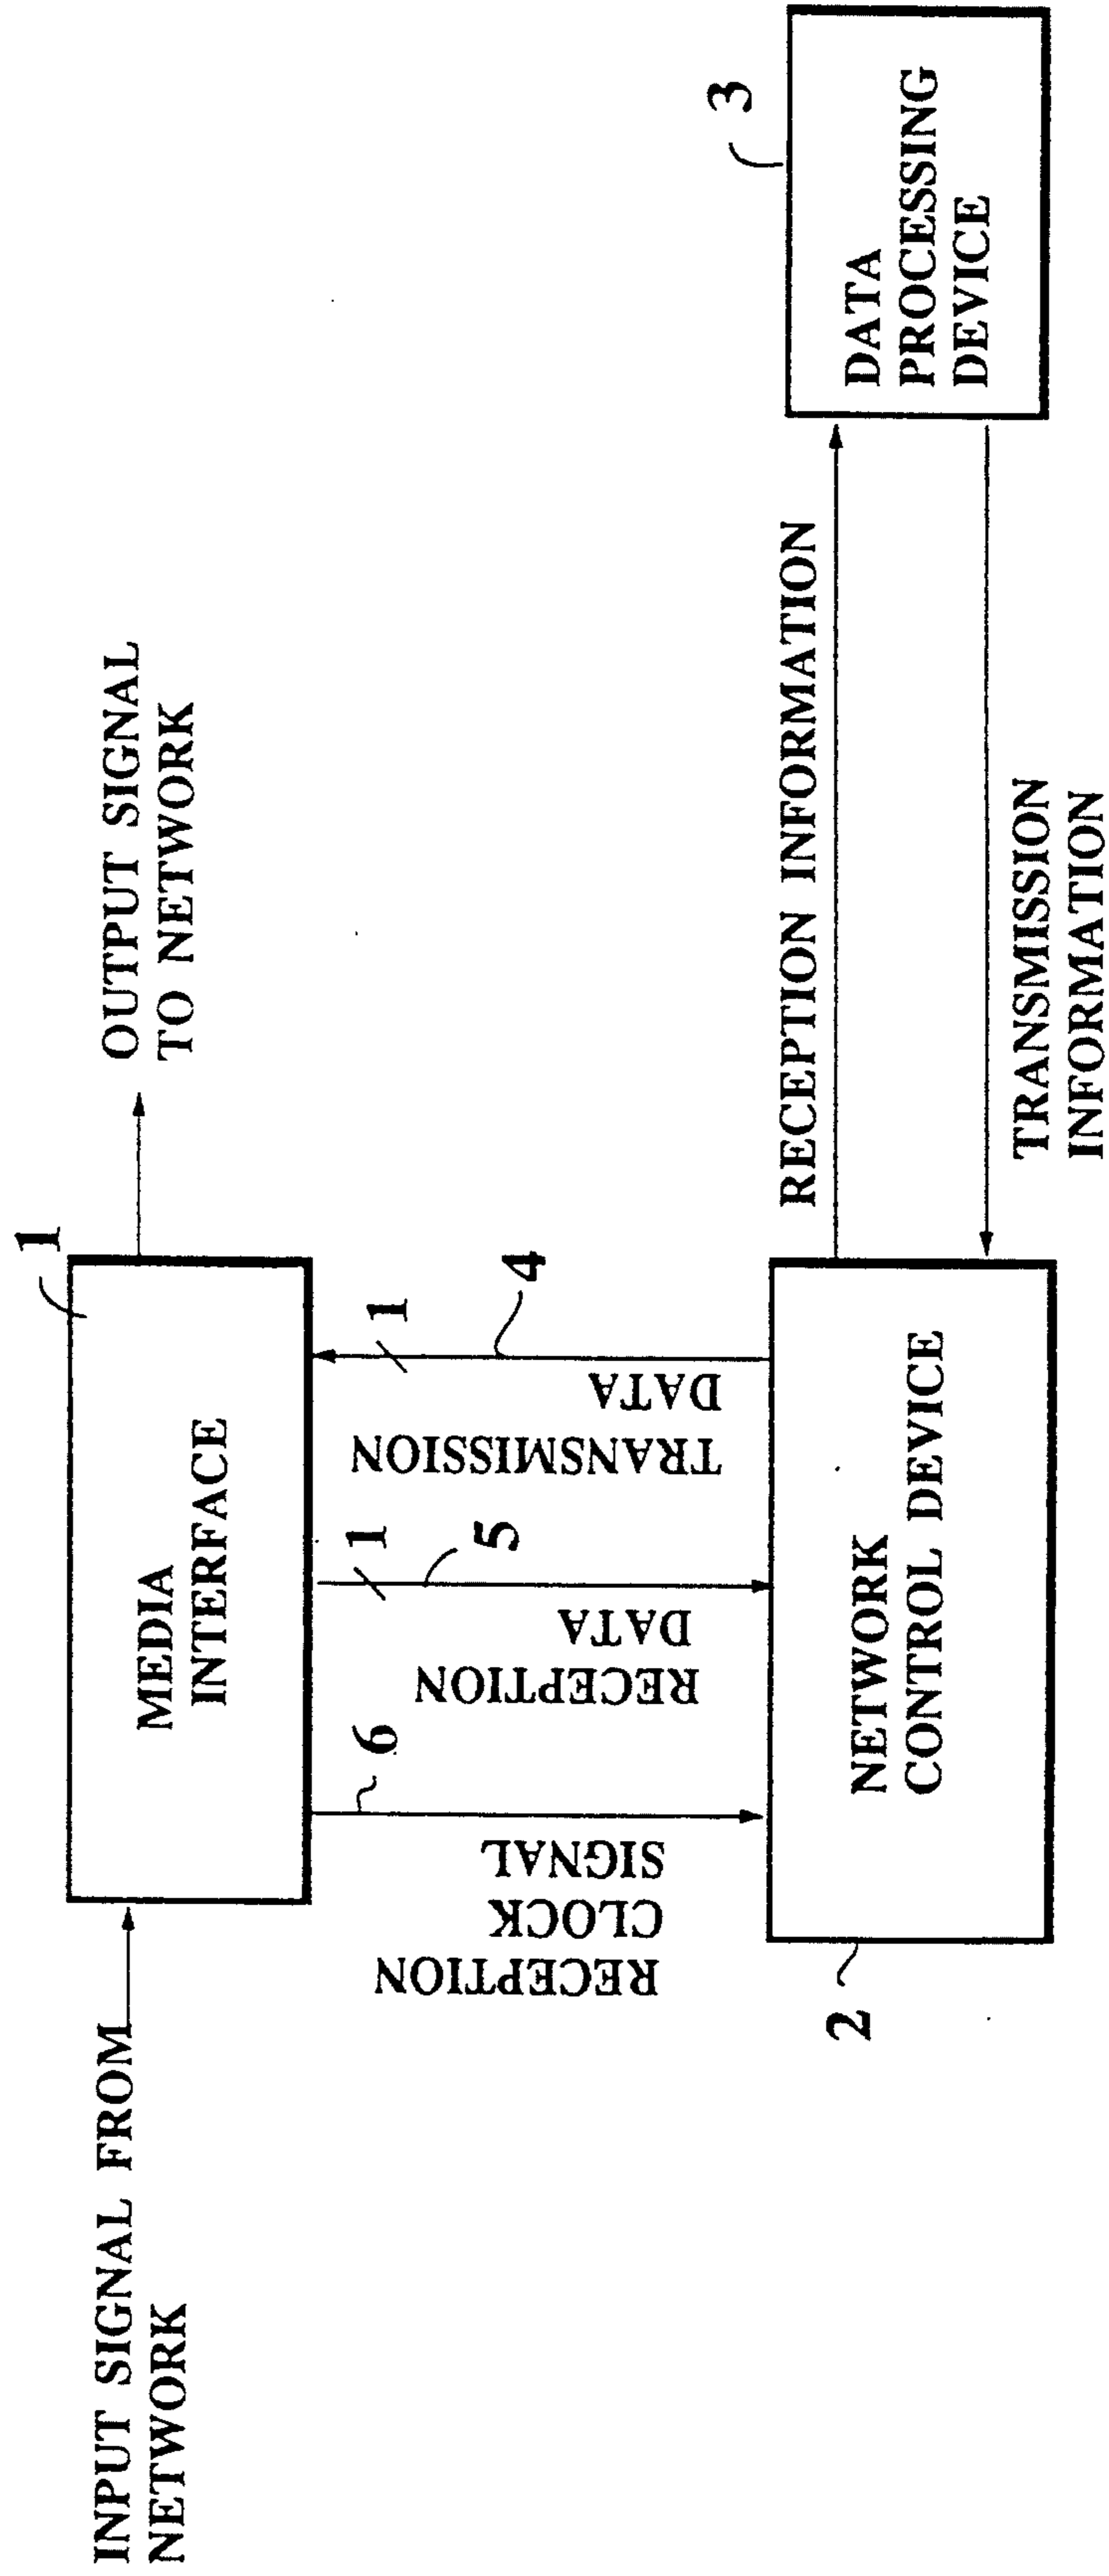 INPUT SIGNAL FROM
NETWORK
MEDIA
INTERFACE
1
OUTPUT SIGNAL
TO NETWORK
RECEPTION
CLOCK
SIGNAL
6
RECEPTION
DATA
1
5
TRANSMISSION
DATA
1
4
2
NETWORK
CONTROL DEVICE
RECEPTION INFORMATION
TRANSMISSION
INFORMATION
3
DATA
PROCESSING
DEVICE